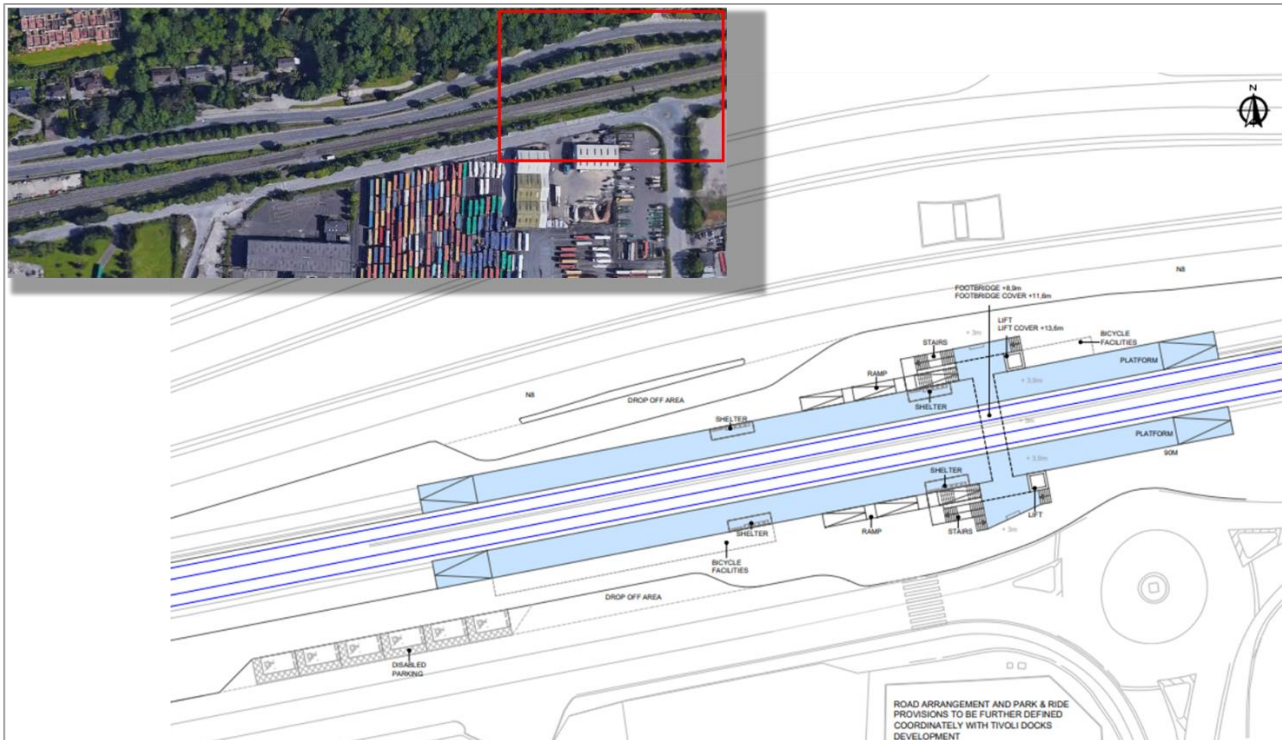 N
N8
FOOTBRIDGE +8,9m
FOOTBRIDGE COVER +11,8m
LIFT
LIFT COVER +13,6m
+ 3m
STAIRS
BICYCLE
FACILITIES
PLATFORM
RAMP
+ 3,9m
N8
DROP OFF AREA
SHELTER
SHELTER
+ 3m
PLATFORM
90M
+ 3,9m
SHELTER
LIFT
SHELTER
RAMP
STAIRS
+ 3m
BICYCLE
FACILITIES
DROP OFF AREA
DISABLED
PARKING
ROAD ARRANGEMENT AND PARK & RIDE
PROVISIONS TO BE FURTHER DEFINED
COORDINATELY WITH TIVOLI DOCKS
DEVELOPMENT